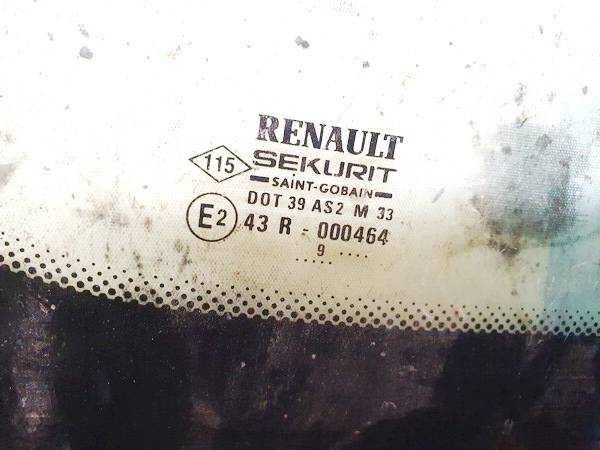 RENAULT
115 SEKURIT
SAINT-GOBAIN
DOT 39 AS2 M 33
E2 43 R - 000464
..... 9 ....